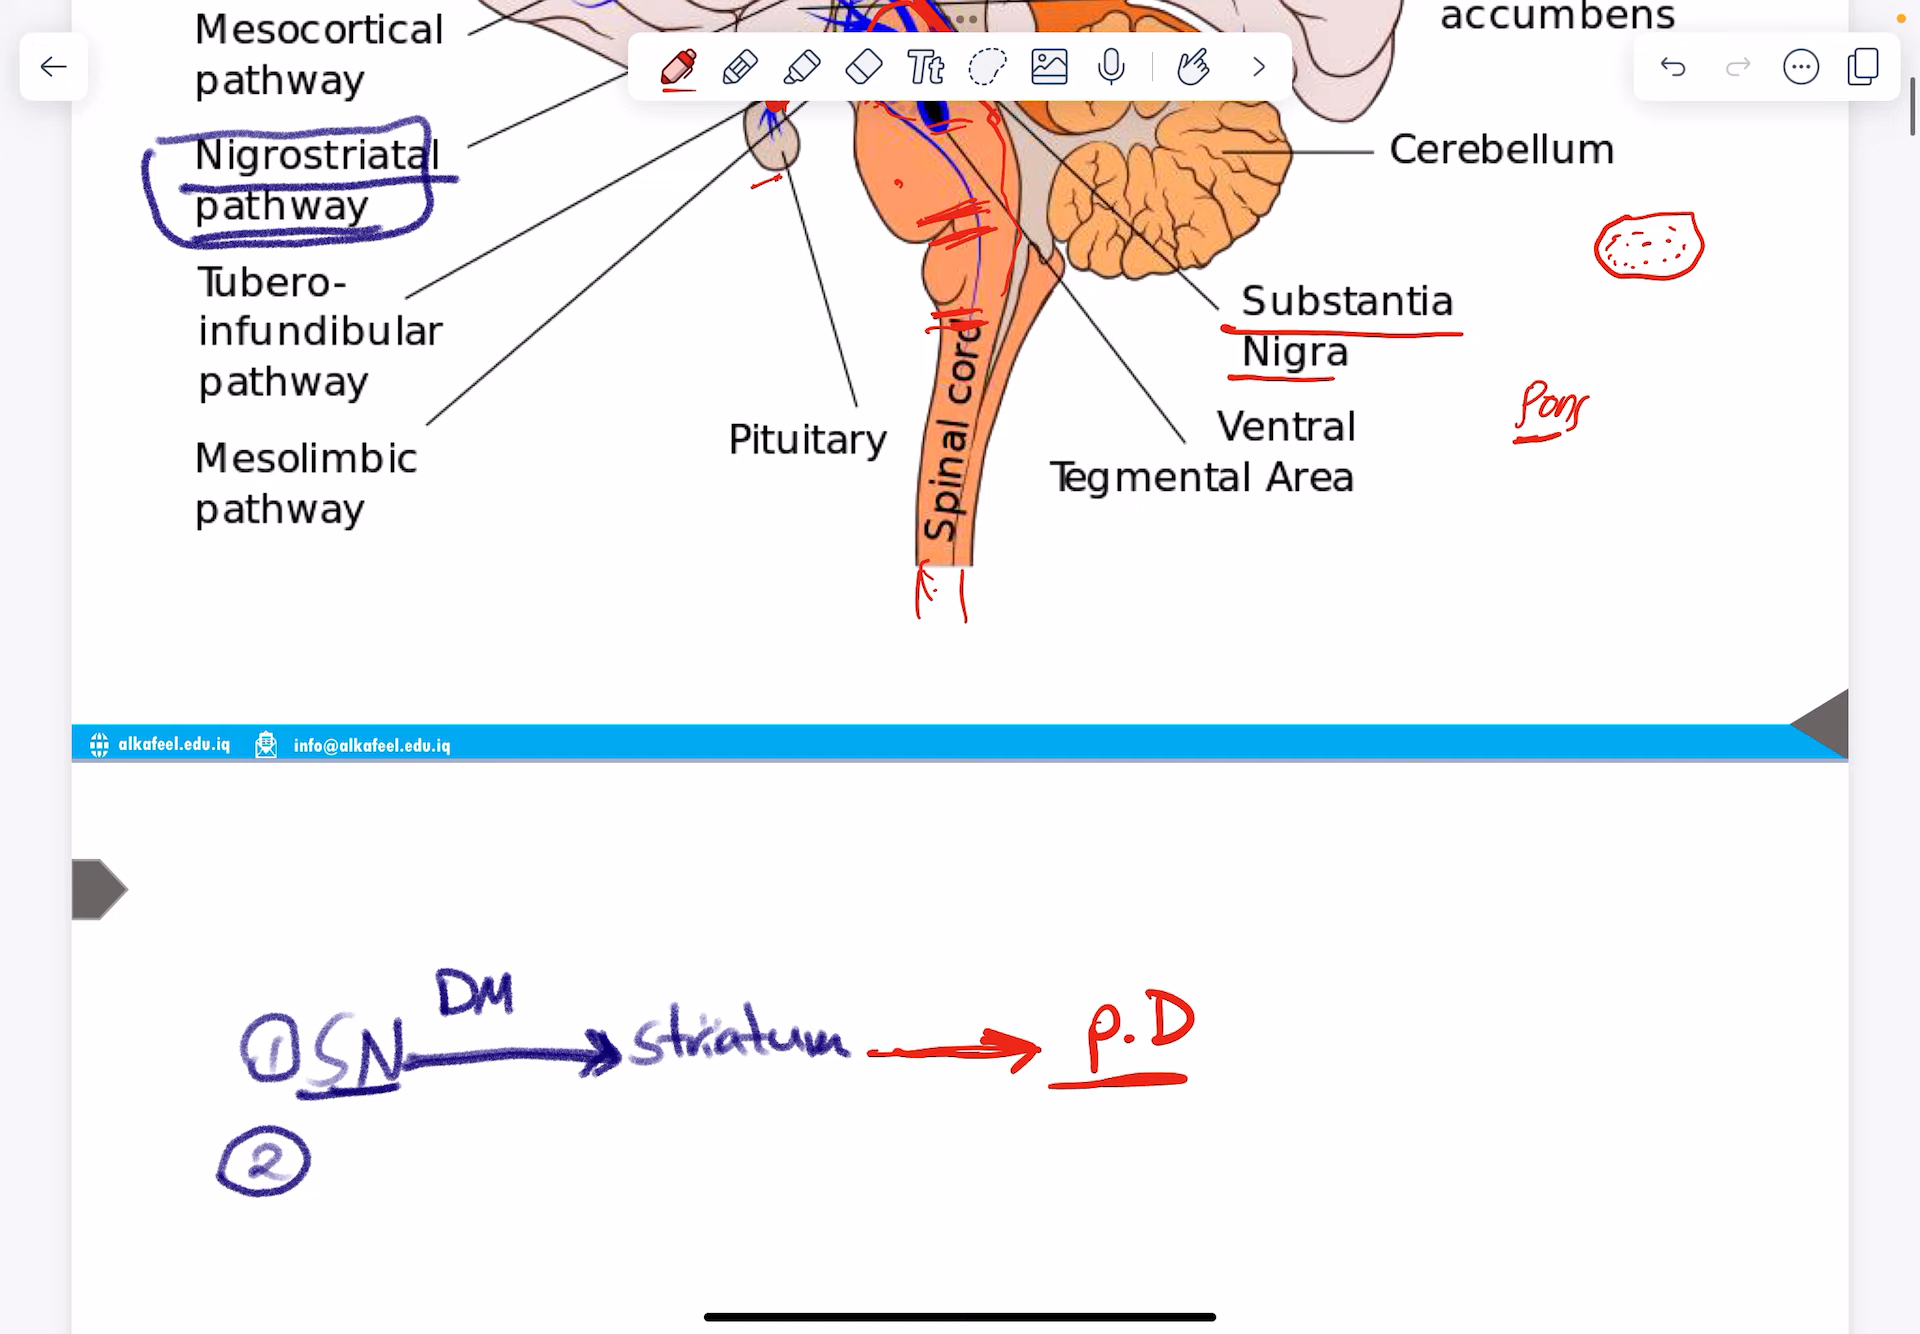 Mesocortical
pathway
accumbens
Nigrostriatal
pathway
Cerebellum
Tubero-
infundibular
pathway
Substantia
Nigra
Pons
Mesolimbic
pathway
Pituitary
Spinal cord
Ventral
Tegmental Area
Tt
alkafeel.edu.iq
info@alkafeel.edu.iq
① SN DM striatum P.D
②